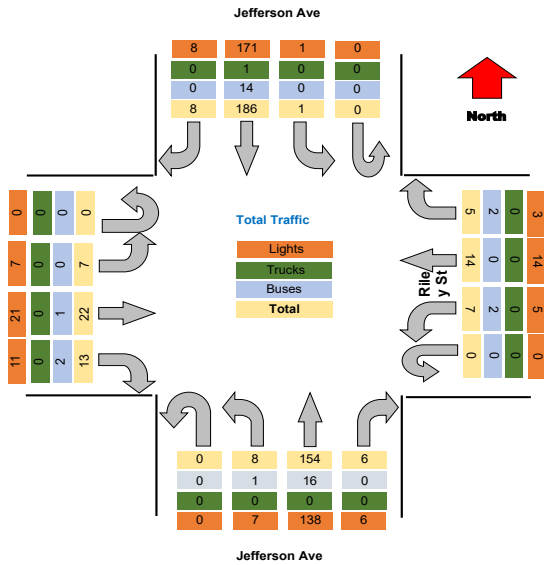 Jefferson Ave
8 171 1 0
0 1 0 0
0 14 0 0
8 186 1 0
North
0 0 0 0
7 0 0 7
21 0 1 22
11 0 2 13
Total Traffic
Lights
Trucks
Buses
Total
Rile
y St
5 2 0 3
14 0 0 14
7 2 0 5
0 0 0 0
0 8 154 6
0 1 16 0
0 0 0 0
0 7 138 6
Jefferson Ave